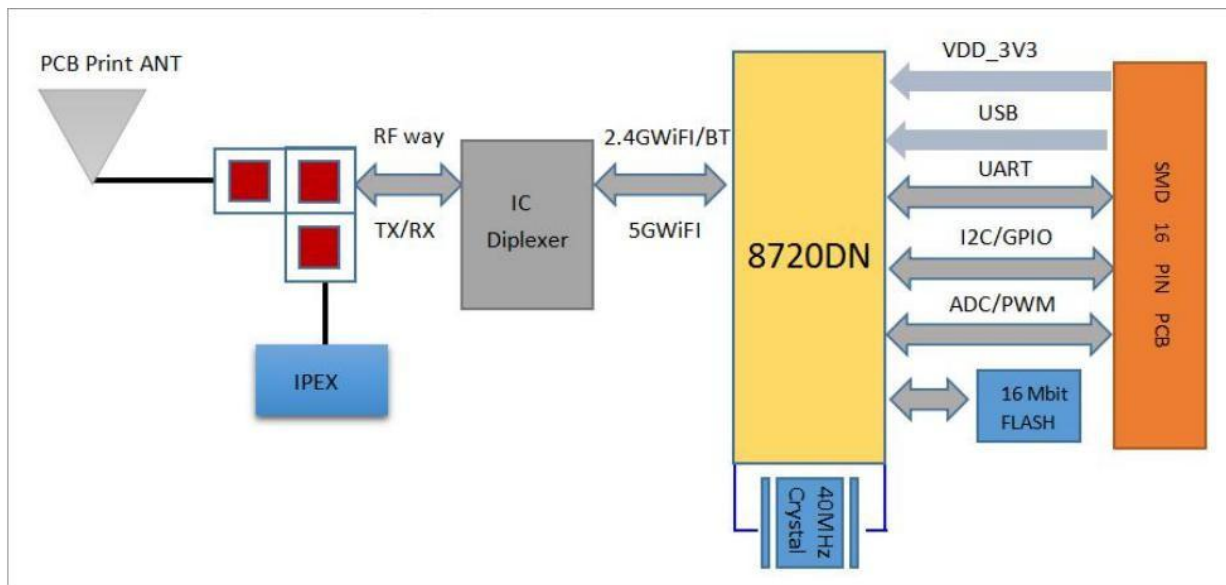 PCB Print ANT
RF way
TX/RX
IPEX
IC
Diplexer
2.4GWiFI/BT
5GWiFI
8720DN
40MHz
Crystal
VDD_3V3
USB
UART
I2C/GPIO
ADC/PWM
16 Mbit
FLASH
SMD 16 PIN PCB